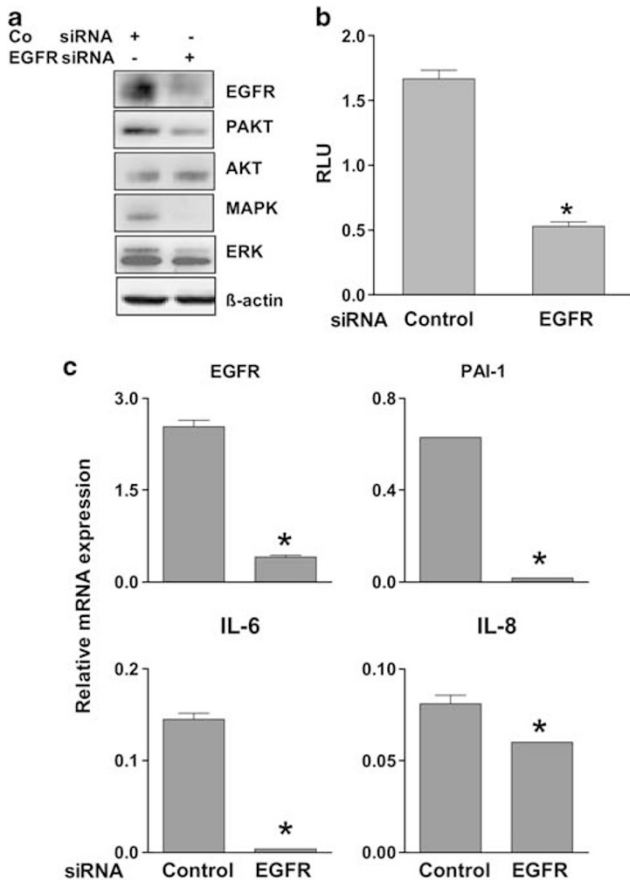 a
Co siRNA + -
EGFR siRNA - +
EGFR
PAKT
AKT
MAPK
ERK
ß-actin
b
RLU
2.0
1.5
1.0
0.5
0.0
*
siRNA Control EGFR
c
Relative mRNA expression
EGFR
3.0
1.5
0.0
*
PAI-1
0.8
0.4
0.0
*
IL-6
0.2
0.1
0.0
*
IL-8
0.10
0.05
0.00
*
siRNA Control EGFR Control EGFR